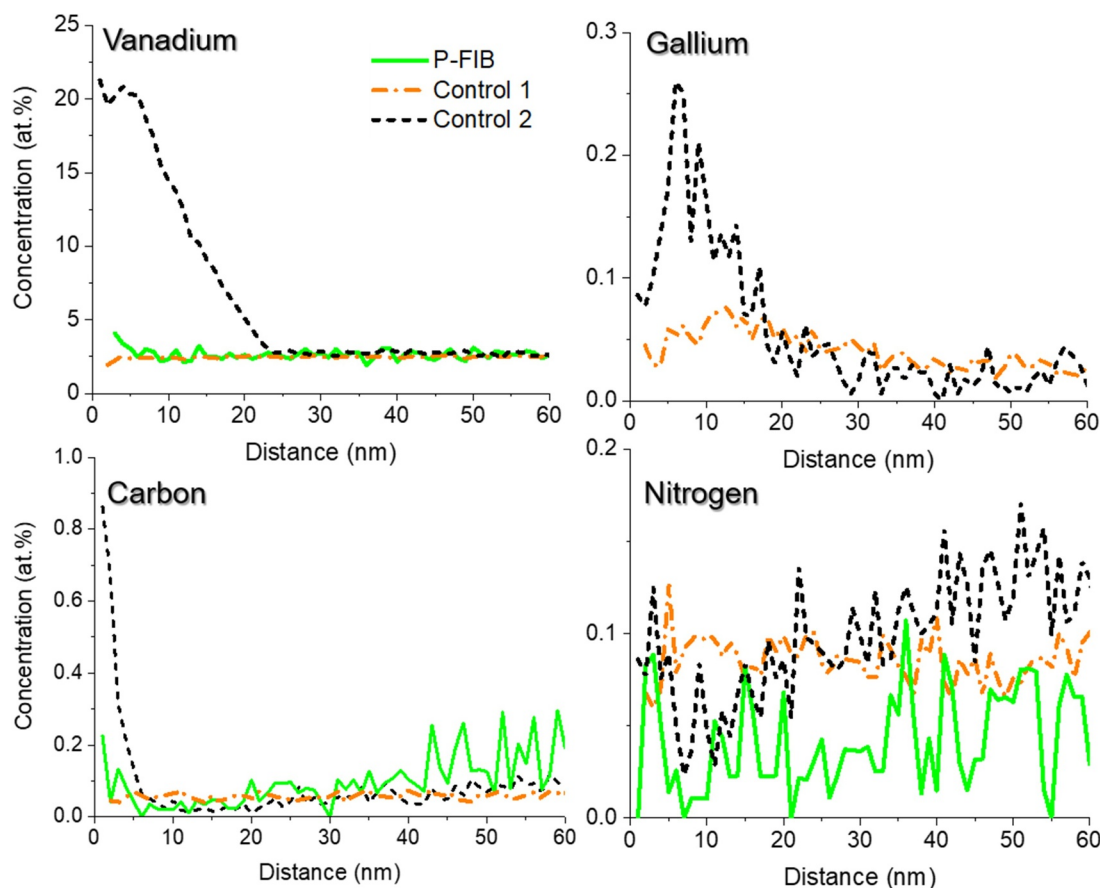 Vanadium
25
20
15
10
5
0
Concentration (at.%)
P-FIB
Control 1
Control 2
0 10 20 30 40 50 60
Distance (nm)
Gallium
0.3
0.2
0.1
0.0
0 10 20 30 40 50 60
Distance (nm)
Carbon
1.0
0.8
0.6
0.4
0.2
0.0
Concentration (at.%)
0 10 20 30 40 50 60
Distance (nm)
Nitrogen
0.2
0.1
0.0
0 10 20 30 40 50 60
Distance (nm)